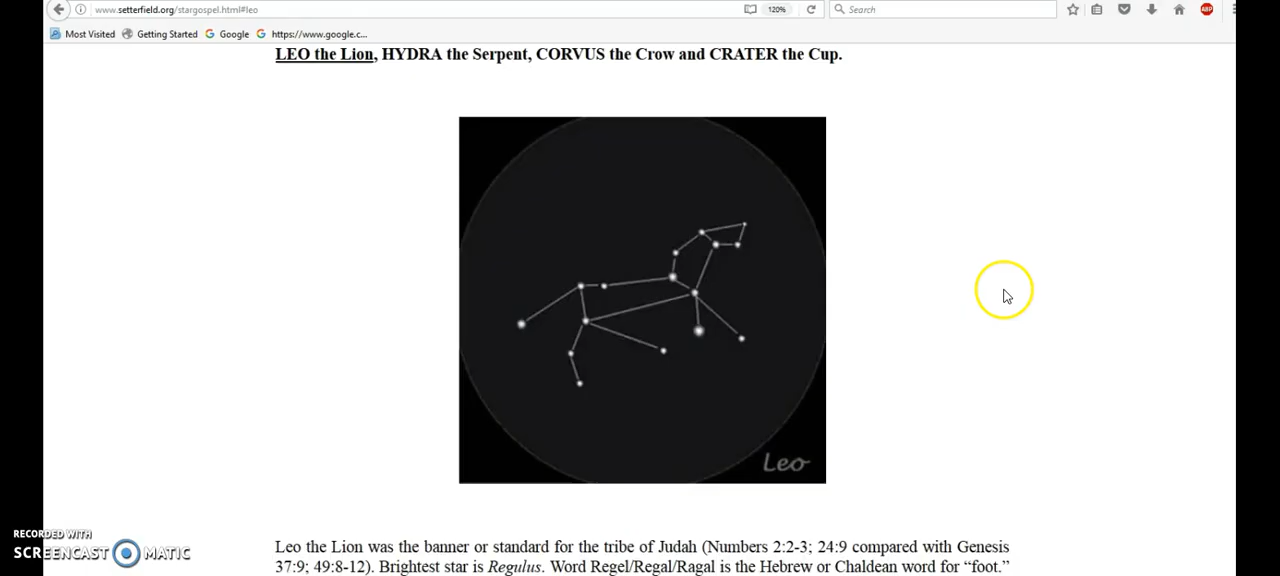 www.setterfield.org/stargospel.html#leo
120%
Search
ABP
Most Visited
Getting Started
Google
https://www.google.c...
LEO the Lion, HYDRA the Serpent, CORVUS the Crow and CRATER the Cup.
Leo
Leo the Lion was the banner or standard for the tribe of Judah (Numbers 2:2-3; 24:9 compared with Genesis
37:9; 49:8-12). Brightest star is Regulus. Word Regel/Regal/Ragal is the Hebrew or Chaldean word for “foot.”
RECORDED WITH
SCREENCAST MATIC